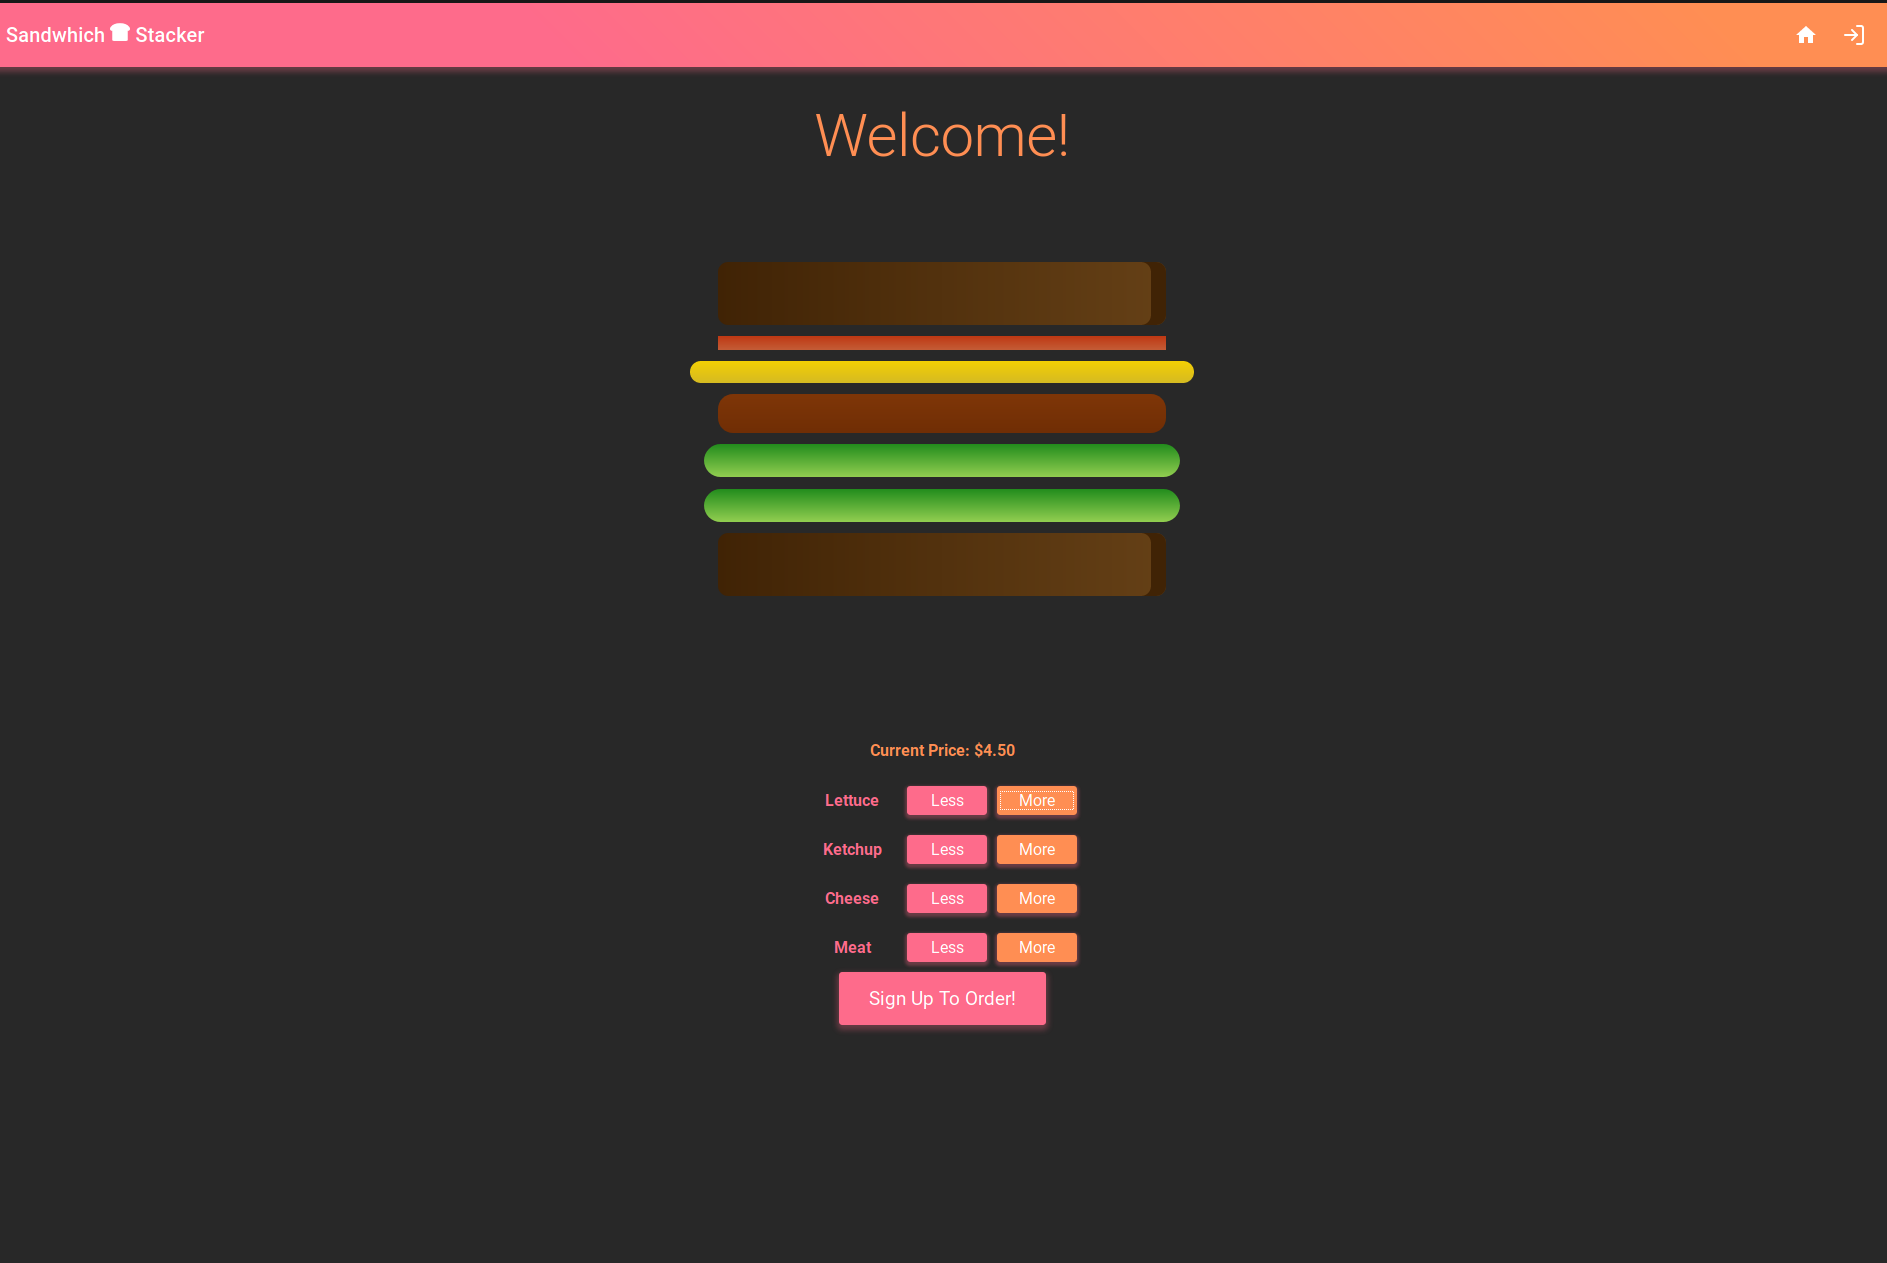 Sandwhich Stacker
Welcome!
Current Price: $4.50
Lettuce Less More
Ketchup Less More
Cheese Less More
Meat Less More
Sign Up To Order!